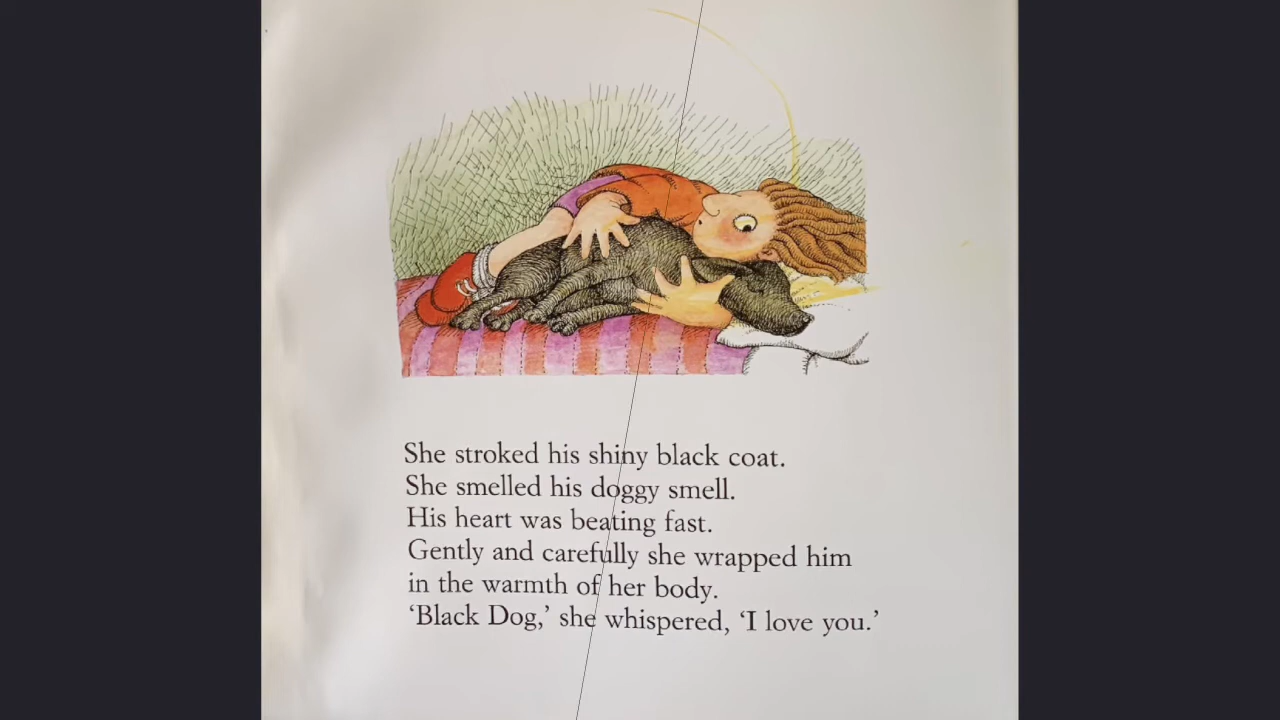 She stroked his shiny black coat.
She smelled his doggy smell.
His heart was beating fast.
Gently and carefully she wrapped him
in the warmth of her body.
‘Black Dog,’ she whispered, ‘I love you.’